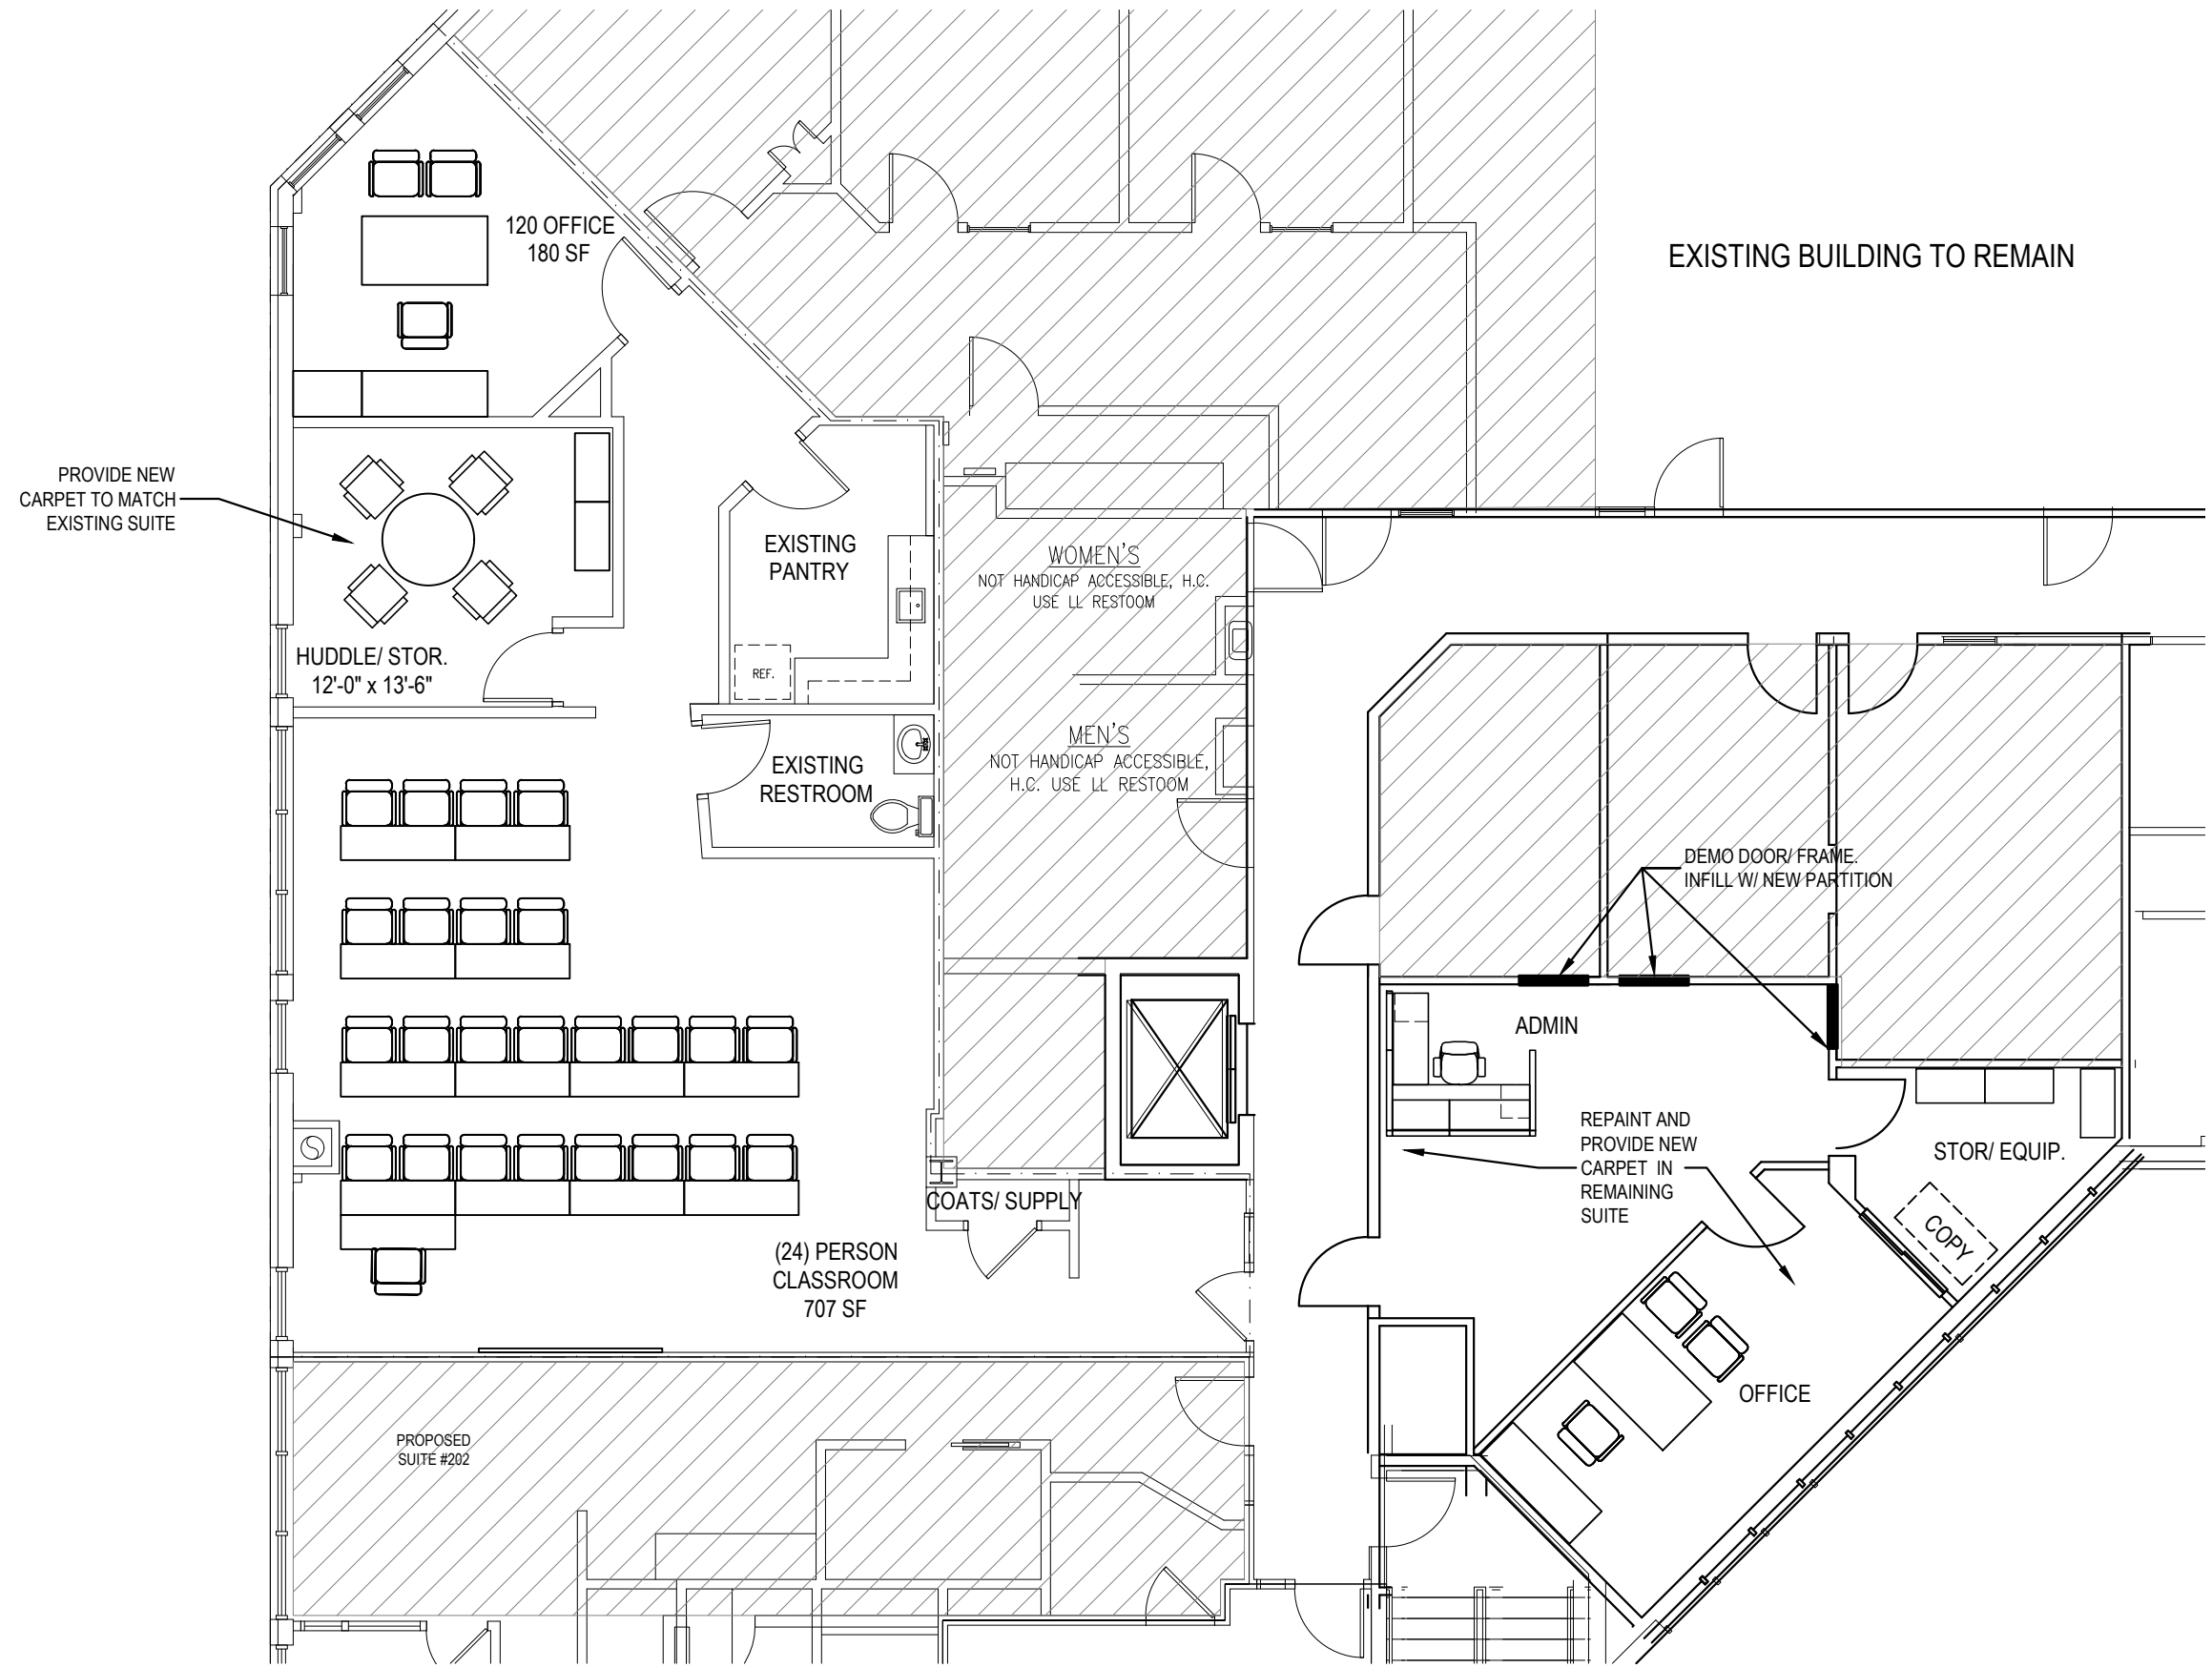 120 OFFICE
180 SF
EXISTING BUILDING TO REMAIN
PROVIDE NEW
CARPET TO MATCH
EXISTING SUITE
EXISTING
PANTRY
WOMEN'S
NOT HANDICAP ACCESSIBLE, H.C.
USE LL RESTOOM
HUDDLE/ STOR.
12'-0" x 13'-6"
REF.
MEN'S
NOT HANDICAP ACCESSIBLE,
H.C. USE LL RESTOOM
EXISTING
RESTROOM
DEMO DOOR/ FRAME.
INFILL W/ NEW PARTITION
ADMIN
REPAINT AND
PROVIDE NEW
CARPET IN
REMAINING
SUITE
STOR/ EQUIP.
COPY
COATS/ SUPPLY
(24) PERSON
CLASSROOM
707 SF
OFFICE
PROPOSED
SUITE #202